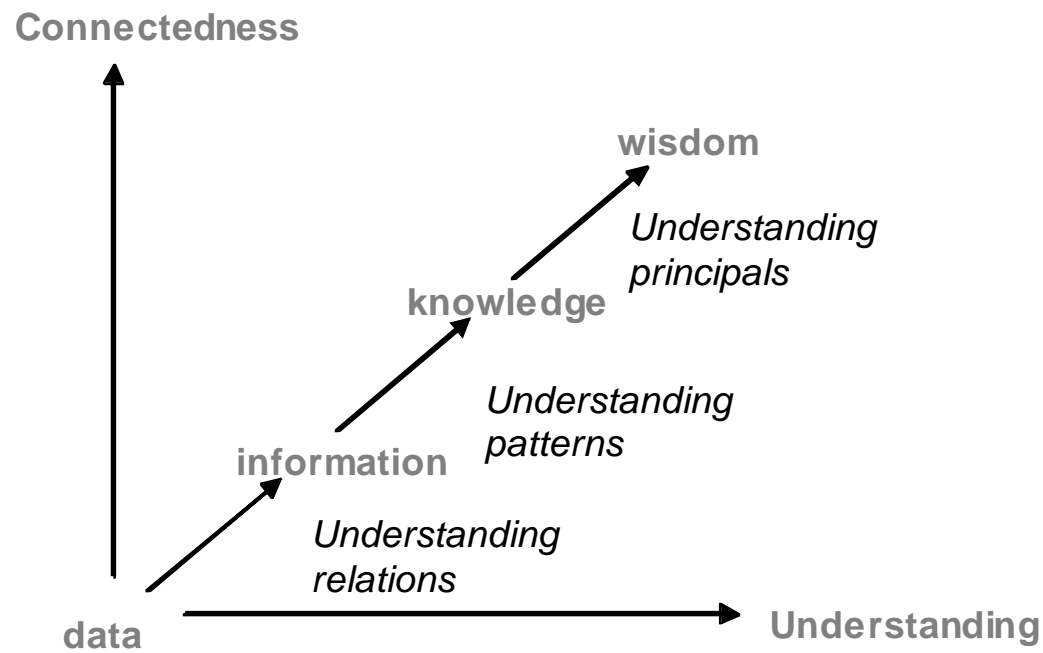 Connectedness
wisdom
Understanding
principals
knowledge
Understanding
patterns
information
Understanding
relations
data
Understanding